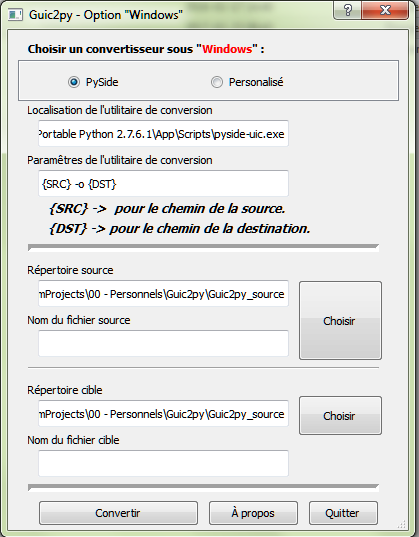 Guic2py - Option "Windows"
Choisir un convertisseur sous "Windows" :
PySide
Personalisé
Localisation de l'utilitaire de conversion
Portable Python 2.7.6.1\App\Scripts\pyside-uic.exe
Paramètres de l'utilitaire de conversion
{SRC} -o {DST}
{SRC} -> pour le chemin de la source.
{DST} -> pour le chemin de la destination.
Répertoire source
mProjects\00 - Personnels\Guic2py\Guic2py_source
Choisir
Nom du fichier source
Répertoire cible
mProjects\00 - Personnels\Guic2py\Guic2py_source
Choisir
Nom du fichier cible
Convertir
À propos
Quitter